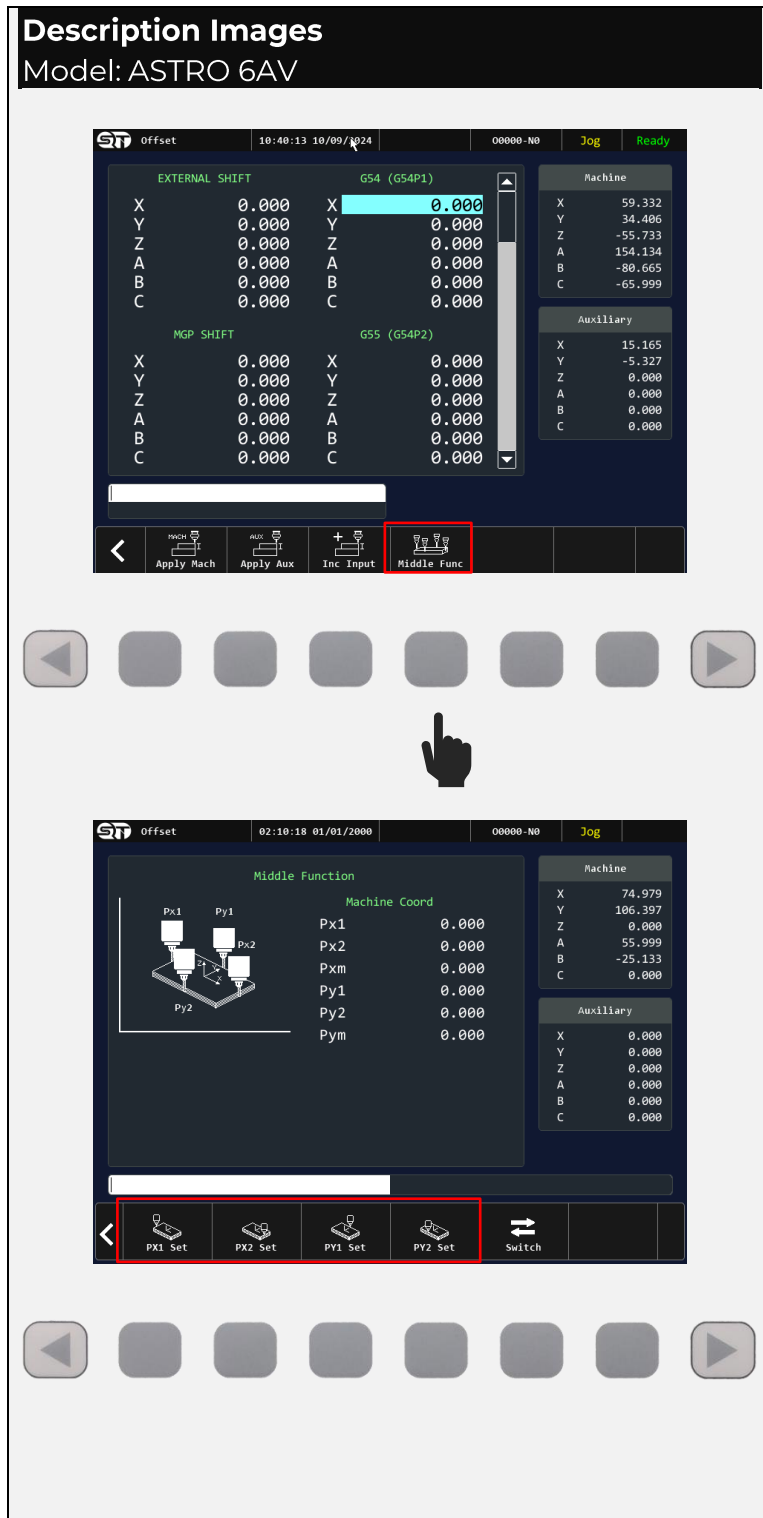 Description Images
Model: ASTRO 6AV
Offset 10:40:13 10/09/2024 O0000-N0 Jog Ready
EXTERNAL SHIFT G54 (G54P1)
X 0.000 X 0.000
Y 0.000 Y 0.000
Z 0.000 Z 0.000
A 0.000 A 0.000
B 0.000 B 0.000
C 0.000 C 0.000
MGP SHIFT G55 (G54P2)
X 0.000 X 0.000
Y 0.000 Y 0.000
Z 0.000 Z 0.000
A 0.000 A 0.000
B 0.000 B 0.000
C 0.000 C 0.000
Machine
X 59.332
Y 34.406
Z -55.733
A 154.134
B -80.665
C -65.999
Auxiliary
X 15.165
Y -5.327
Z 0.000
A 0.000
B 0.000
C 0.000
MACH AUX
Apply Mach Apply Aux Inc Input Middle Func
Offset 02:10:18 01/01/2000 O0000-N0 Jog
Middle Function
Machine Coord
Px1 Py1
Px2
Z Y
X
Py2
Px1 0.000
Px2 0.000
Pxm 0.000
Py1 0.000
Py2 0.000
Pym 0.000
Machine
X 74.979
Y 106.397
Z 0.000
A 55.999
B -25.133
C 0.000
Auxiliary
X 0.000
Y 0.000
Z 0.000
A 0.000
B 0.000
C 0.000
PX1 Set PX2 Set PY1 Set PY2 Set Switch